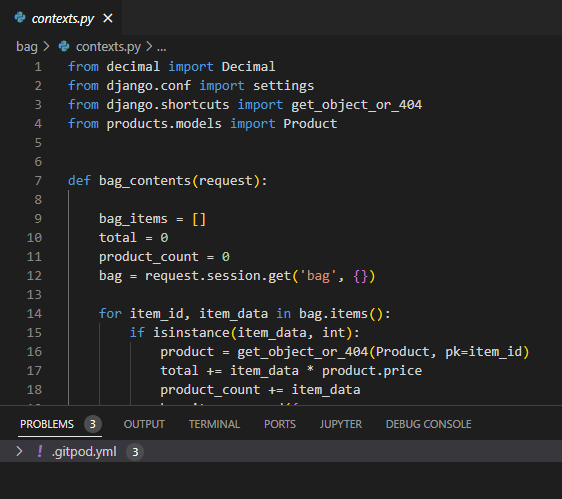 contexts.py ×
bag > contexts.py > ...
1 from decimal import Decimal
2 from django.conf import settings
3 from django.shortcuts import get_object_or_404
4 from products.models import Product
5
6
7 def bag_contents(request):
8
9 bag_items = []
10 total = 0
11 product_count = 0
12 bag = request.session.get('bag', {})
13
14 for item_id, item_data in bag.items():
15 if isinstance(item_data, int):
16 product = get_object_or_404(Product, pk=item_id)
17 total += item_data * product.price
18 product_count += item_data
PROBLEMS 3 OUTPUT TERMINAL PORTS JUPYTER DEBUG CONSOLE
> ! .gitpod.yml 3